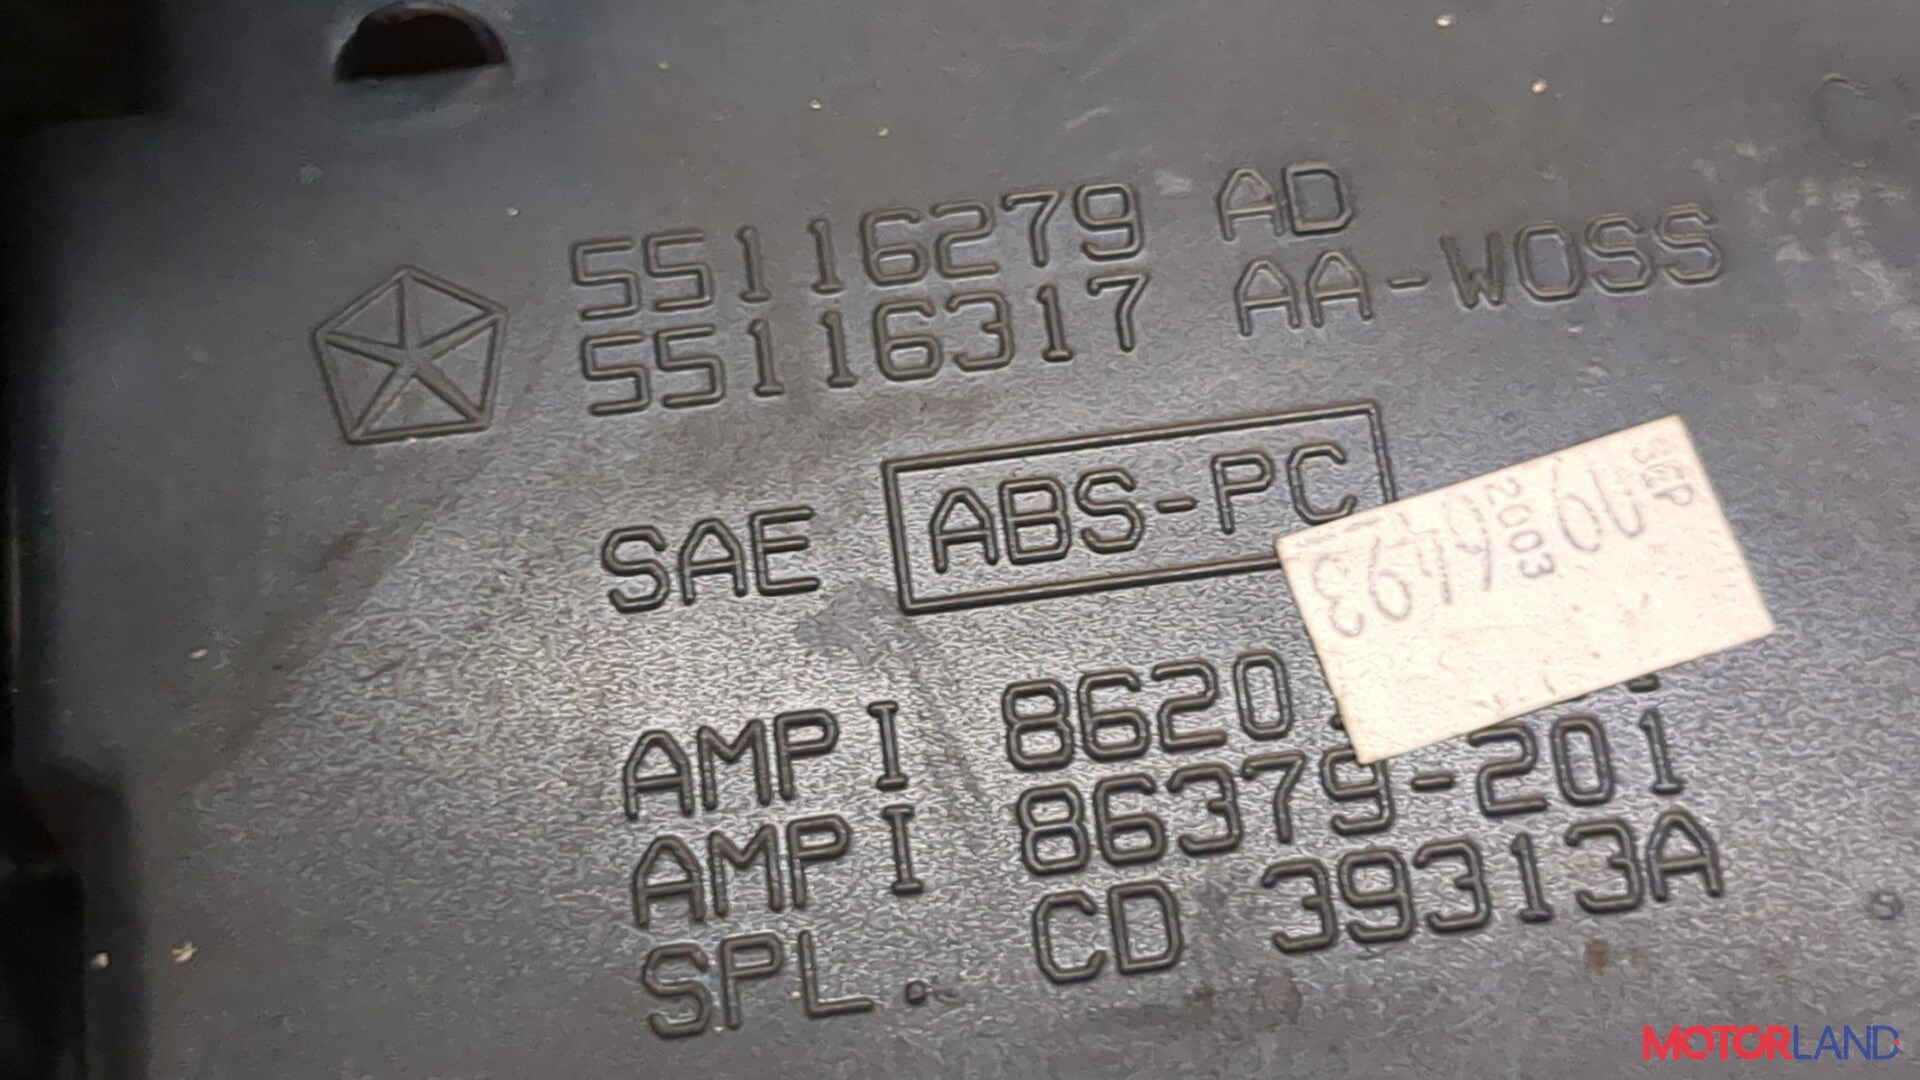 55116279 AD
55116317 AA-WOSS
SAE ABS-PC
SEP
2003
AMPI 8620
AMPI 86379-201
SPL. CD 39313A
MOTORLAND